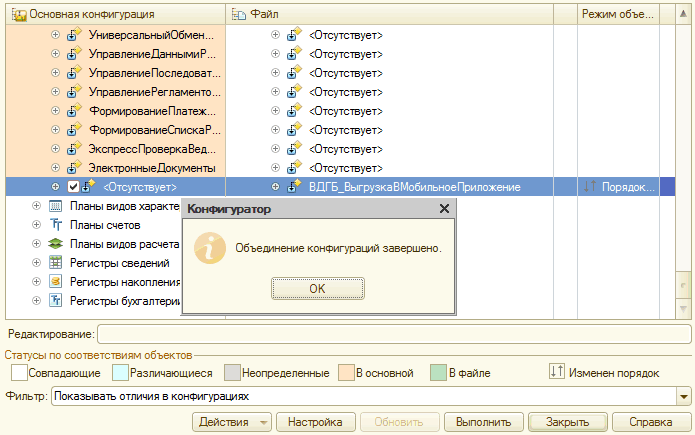 Основная конфигурация Файл Режим объе...
УниверсальныйОбмен... <Отсутствует>
УправлениеДаннымиР... <Отсутствует>
УправлениеПоследоват... <Отсутствует>
УправлениеРегламенто... <Отсутствует>
ФормированиеПлатеж... <Отсутствует>
ФормированиеСпискаР... <Отсутствует>
ЭкспрессПроверкаВед... <Отсутствует>
ЭлектронныеДокументы <Отсутствует>
<Отсутствует> ВДГБ_ВыгрузкаВМобильноеПриложение Порядок...
Планы видов характе
Планы счетов
Планы видов расчета
Регистры сведений
Регистры накопления
Регистры бухгалтерии
Конфигуратор
Объединение конфигураций завершено.
OK
Редактирование:
Статусы по соответствиям объектов
Совпадающие Различающиеся Неопределенные В основной В файле Изменен порядок
Фильтр: Показывать отличия в конфигурациях
Действия Настройка Обновить Выполнить Закрыть Справка